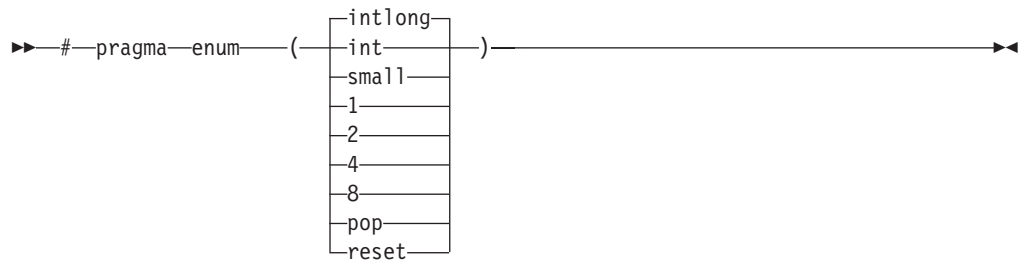 intlong
# pragma enum ( int )
small
1
2
4
8
pop
reset